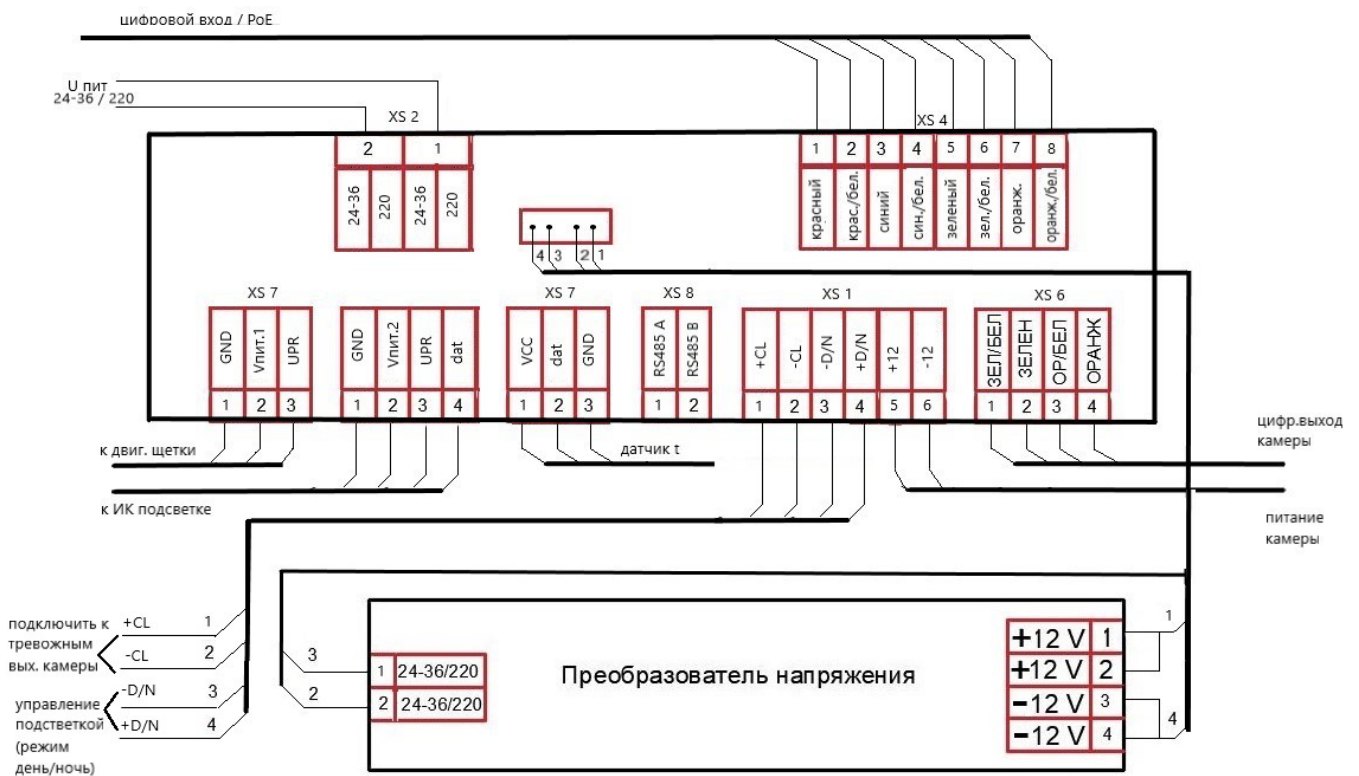 цифровой вход / PoE
U пит
24-36 / 220
XS 2
XS 4
2 1
24-36 220 24-36 220
1 2 3 4 5 6 7 8
красный крас./бел. синий син./бел. зеленый зел./бел. оранж. оранж./бел.
4 3 2 1
XS 7
XS 7
XS 8
XS 1
XS 6
GND Vпит.1 UPR
GND Vпит.2 UPR dat
VCC dat GND
RS485 A RS485 B
+CL -CL -D/N +D/N +12 -12
ЗЕЛ/БЕЛ ЗЕЛЕН ОР/БЕЛ ОРАНЖ
1 2 3
1 2 3 4
1 2 3
1 2
1 2 3 4 5 6
1 2 3 4
к двиг. щетки
датчик t
цифр.выход
камеры
к ИК подсветке
питание
камеры
подключить к
тревожным
вых. камеры
+CL 1
-CL 2
управление
подстветкой
(режим
день/ночь)
-D/N 3
+D/N 4
3
2
1 24-36/220
2 24-36/220
Преобразователь напряжения
+12 V 1
+12 V 2
-12 V 3
-12 V 4
1
4